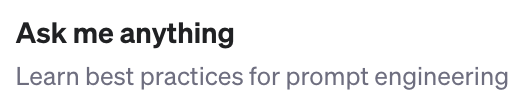 Ask me anything
Learn best practices for prompt engineering